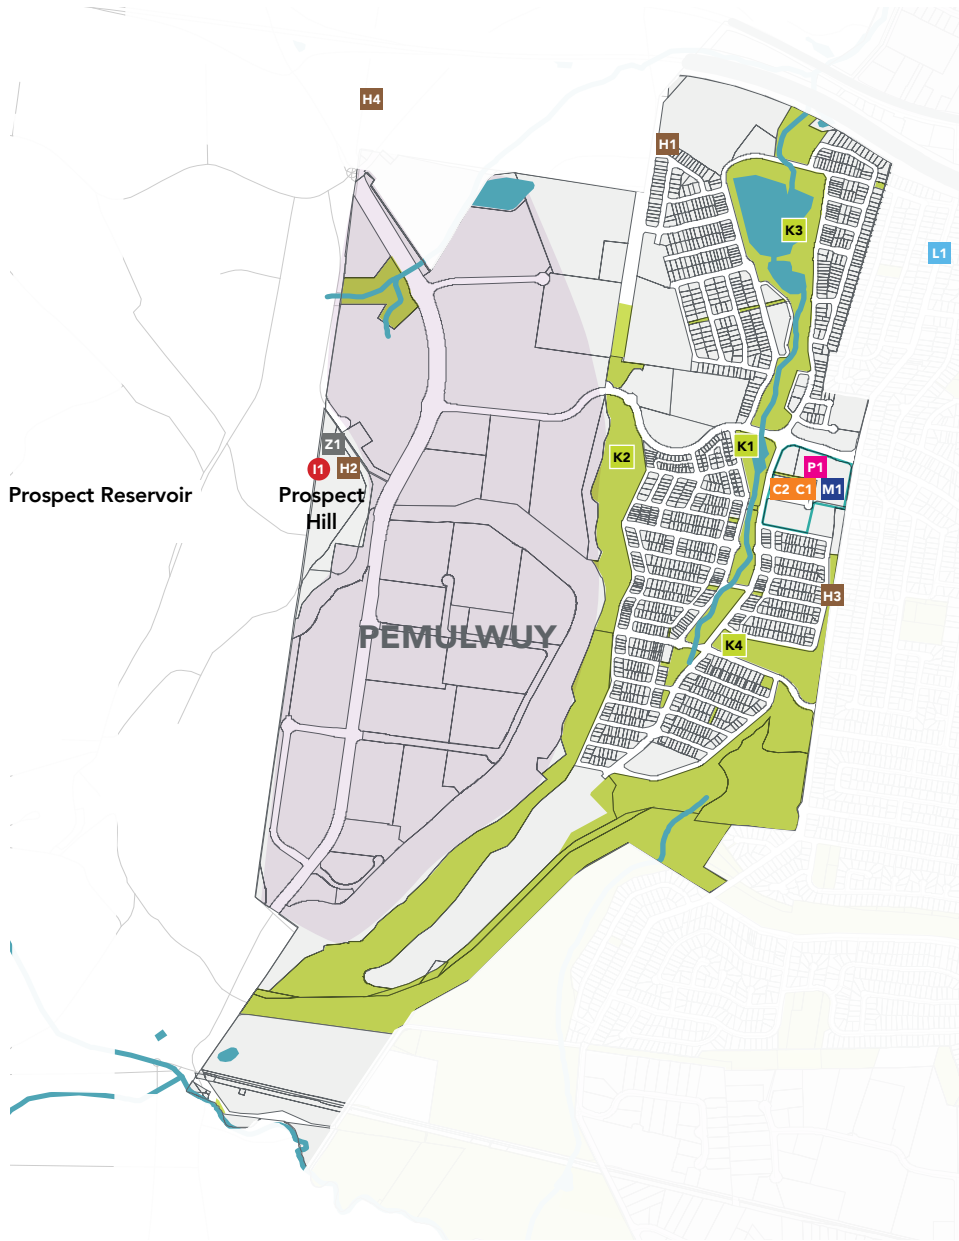 H4
H1
K3
L1
Z1
I1
H2
K2
K1
P1
C2
C1
M1
Prospect Reservoir
Prospect
Hill
H3
PEMULWUY
K4